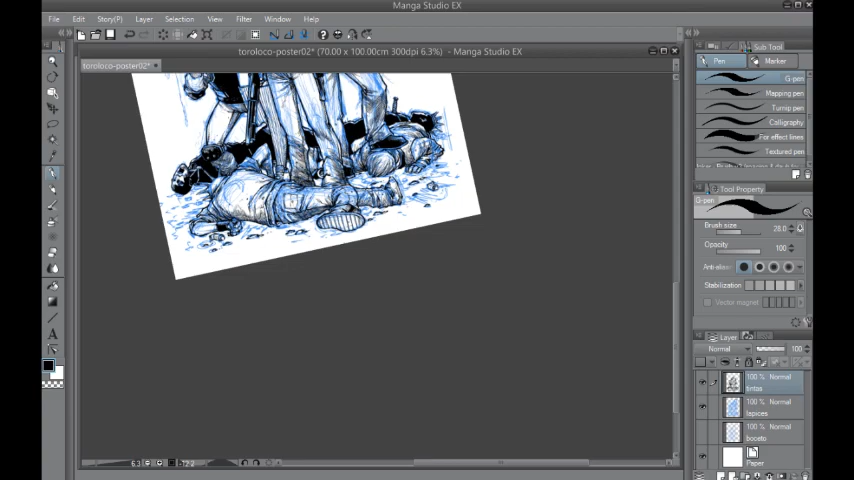 Manga Studio EX
File Edit Story(P) Layer Selection View Filter Window Help
toroloco-poster02* (70.00 x 100.00cm 300dpi 6.3%) - Manga Studio EX
toroloco-poster02*
Sub Tool
Pen Marker
G-pen
Mapping pen
Turnip pen
Calligraphy
For effect lines
Textured pen
Tool Property
G-pen
Brush size 28.0
Opacity 100
Anti-alias
Stabilization
Vector magnet
Layer
Normal 100
100 % Normal
tintas
100 % Normal
lapices
100 % Normal
boceto
Paper
6.3